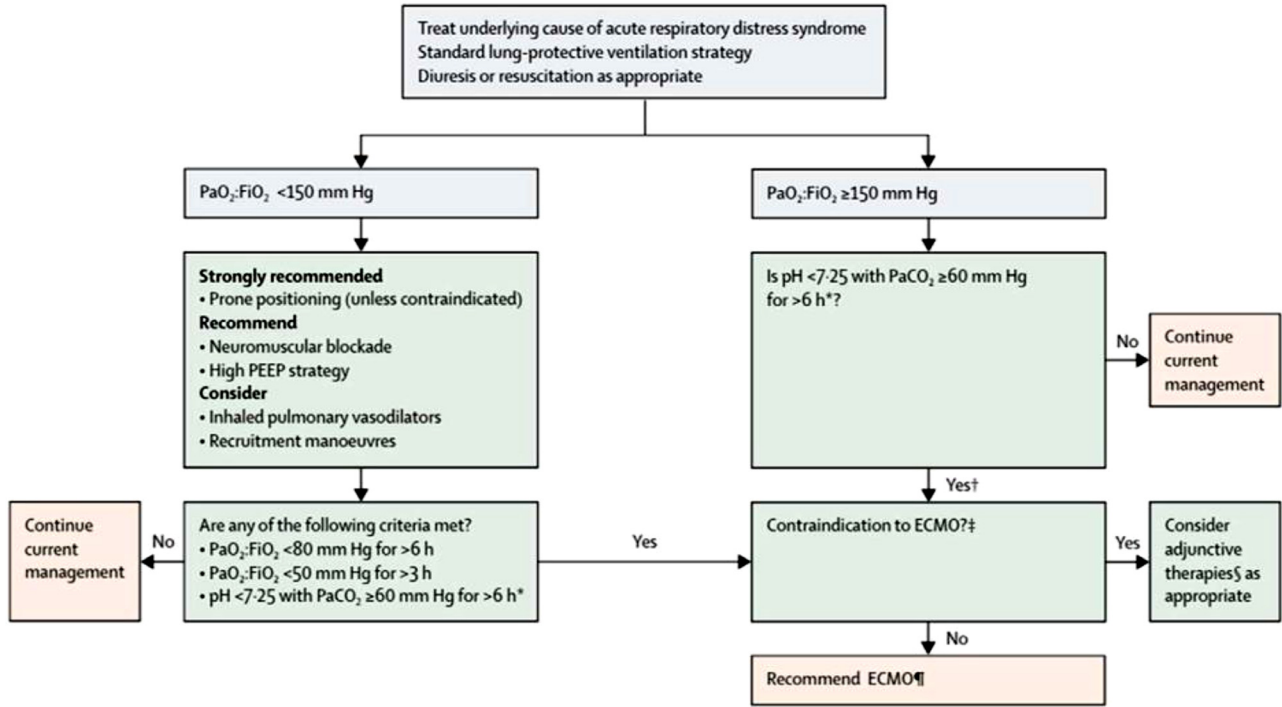 Treat underlying cause of acute respiratory distress syndrome
Standard lung-protective ventilation strategy
Diuresis or resuscitation as appropriate
PaO₂:FiO₂ <150 mm Hg
PaO₂:FiO₂ ≥150 mm Hg
Strongly recommended
• Prone positioning (unless contraindicated)
Recommend
• Neuromuscular blockade
• High PEEP strategy
Consider
• Inhaled pulmonary vasodilators
• Recruitment manoeuvres
Is pH <7·25 with PaCO₂ ≥60 mm Hg
for >6 h*?
No
Continue
current
management
Yes†
Continue
current
management
No
Are any of the following criteria met?
• PaO₂:FiO₂ <80 mm Hg for >6 h
• PaO₂:FiO₂ <50 mm Hg for >3 h
• pH <7·25 with PaCO₂ ≥60 mm Hg for >6 h*
Yes
Contraindication to ECMO?‡
Yes
Consider
adjunctive
therapies§ as
appropriate
No
Recommend ECMO¶